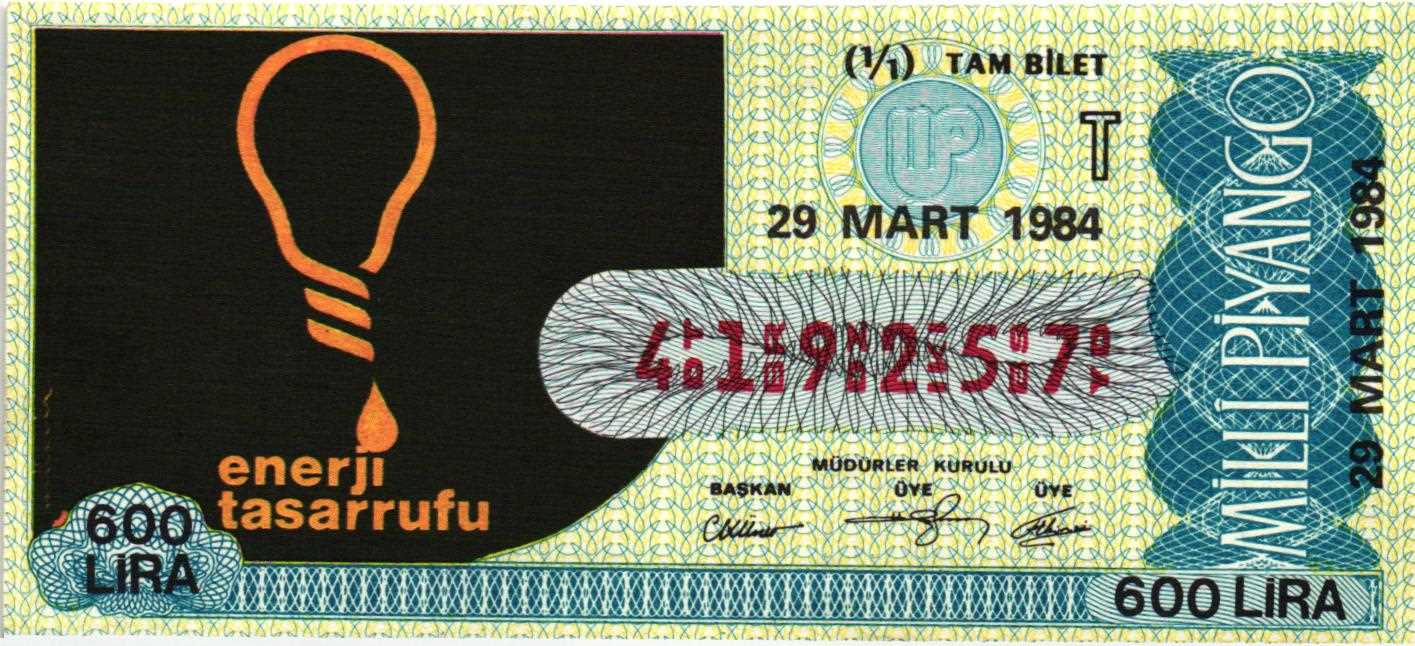 (1/1) TAM BİLET
T
29 MART 1984
419257
MÜDÜRLER KURULU
BAŞKAN ÜYE ÜYE
enerji
tasarrufu
600
LİRA
600 LİRA
MİLLİ PİYANGO
29 MART 1984